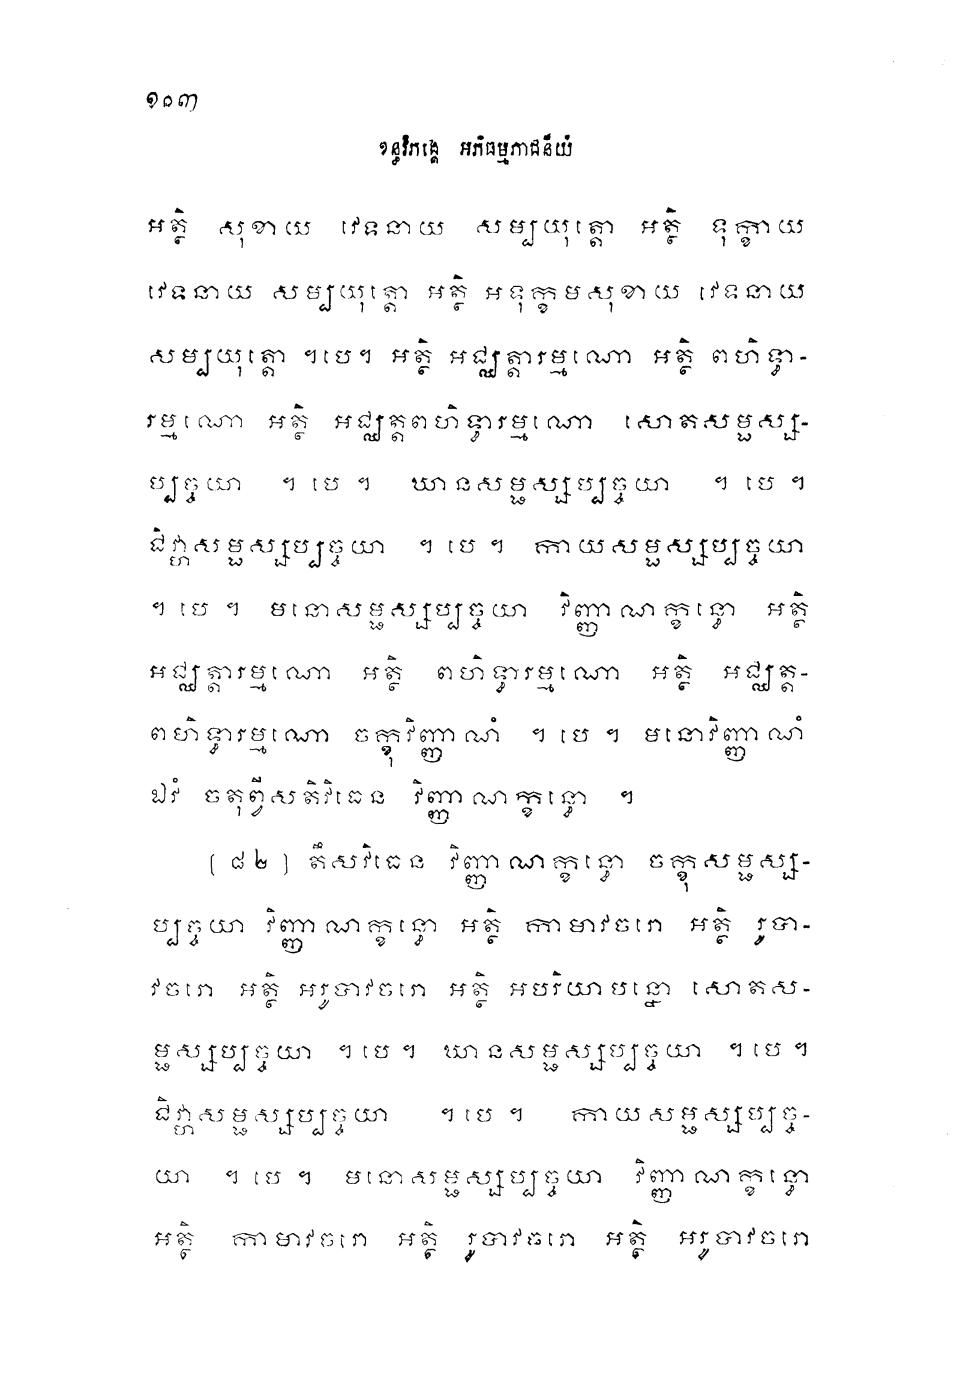 ១០៣
ខន្ធវិភង្គេ អភិធម្មភាជនីយំ
អត្ថិ សុខាយ វេទនាយ សម្បយុត្តោ អត្ថិ ទុក្ខាយ
វេទនាយ សម្បយុត្តោ អត្ថិ អទុក្ខមសុខាយ វេទនាយ
សម្បយុត្តោ ។បេ។ អត្ថិ អជ្ឈត្តារម្មណោ អត្ថិ ពហិទ្ធា-
រម្មណោ អត្ថិ អជ្ឈត្តពហិទ្ធារម្មណោ សោតសម្ផស្ស-
ប្បច្ចយា ។ បេ ។ ឃានសម្ផស្សប្បច្ចយា ។ បេ ។
ជិវ្ហាសម្ផស្សប្បច្ចយា ។ បេ ។ កាយសម្ផស្សប្បច្ចយា
។ បេ ។ មនោសម្ផស្សប្បច្ចយា វិញ្ញាណក្ខន្ធោ អត្ថិ
អជ្ឈត្តារម្មណោ អត្ថិ ពហិទ្ធារម្មណោ អត្ថិ អជ្ឈត្ត-
ពហិទ្ធារម្មណោ ចក្ខុវិញ្ញាណំ ។ បេ ។ មនោវិញ្ញាណំ
ឯវំ ចតុព្វីសតិវិធេន វិញ្ញាណក្ខន្ធោ ។
(៨២) តឹសវិធេន វិញ្ញាណក្ខន្ធោ ចក្ខុសម្ផស្ស-
ប្បច្ចយា វិញ្ញាណក្ខន្ធោ អត្ថិ កាមាវចរោ អត្ថិ រូបា-
វចរោ អត្ថិ អរូបាវចរោ អត្ថិ អបរិយាបន្នោ សោតស-
ម្ផស្សប្បច្ចយា ។ បេ ។ ឃានសម្ផស្សប្បច្ចយា ។ បេ ។
ជិវ្ហាសម្ផស្សប្បច្ចយា ។ បេ ។ កាយសម្ផស្សប្បច្ច-
យា ។ បេ ។ មនោសម្ផស្សប្បច្ចយា វិញ្ញាណក្ខន្ធោ
អត្ថិ កាមាវចរោ អត្ថិ រូបាវចរោ អត្ថិ អរូបាវចរោ